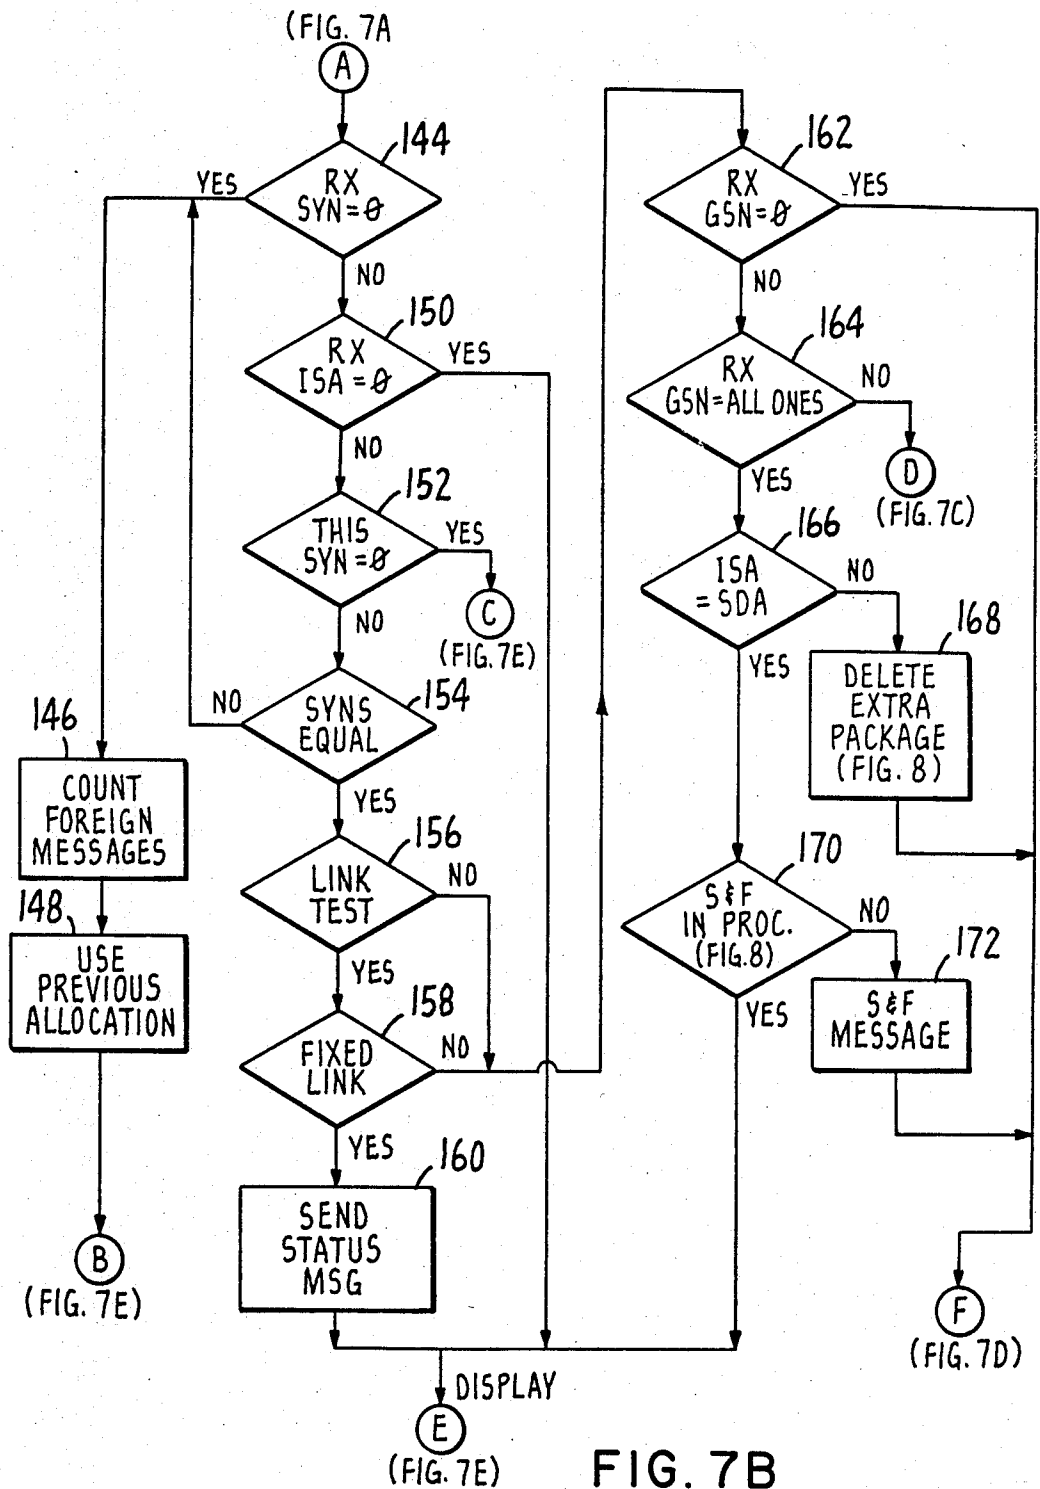 (FIG. 7A
A
144
RX
SYN=0
YES
NO
150
RX
ISA=0
YES
NO
152
THIS
SYN=0
YES
C
(FIG. 7E)
NO
154
SYNS
EQUAL
NO
YES
146
COUNT
FOREIGN
MESSAGES
148
USE
PREVIOUS
ALLOCATION
B
(FIG. 7E)
156
LINK
TEST
NO
YES
158
FIXED
LINK
NO
YES
160
SEND
STATUS
MSG
DISPLAY
E
(FIG. 7E)
162
RX
GSN=0
YES
NO
164
RX
GSN=ALL ONES
NO
D
(FIG. 7C)
YES
166
ISA
=SDA
NO
YES
168
DELETE
EXTRA
PACKAGE
(FIG. 8)
170
S&F
IN PROC.
(FIG.8)
NO
YES
172
S&F
MESSAGE
F
(FIG. 7D)
FIG. 7B